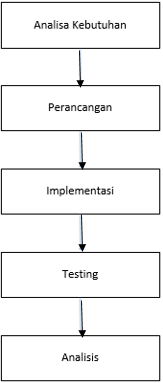 Analisa Kebutuhan
Perancangan
Implementasi
Testing
Analisis